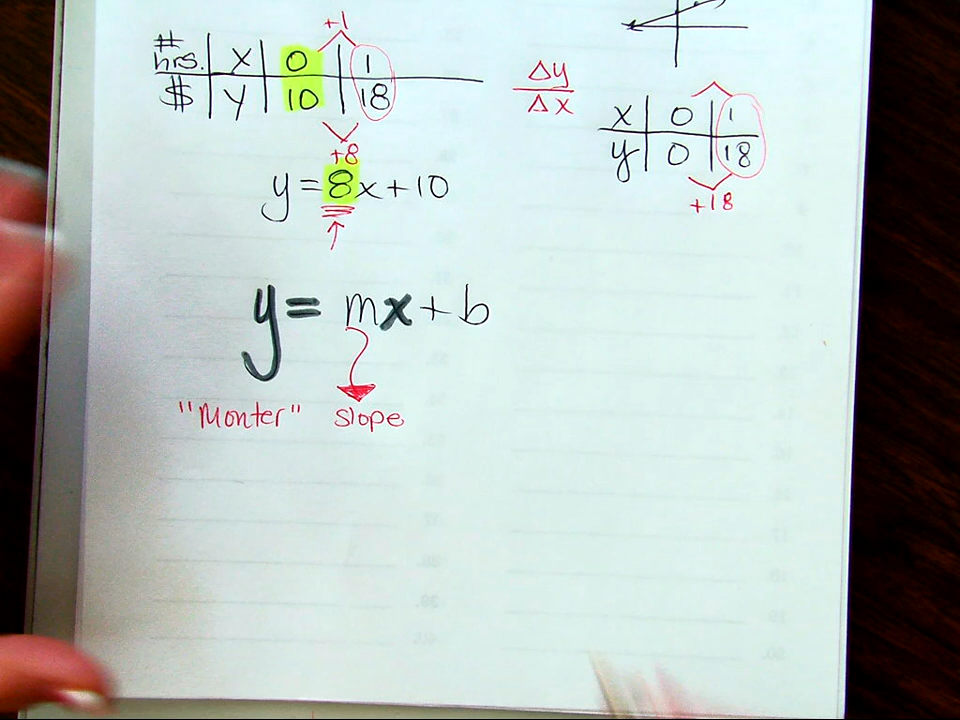 +1
# hrs. X 0 1
$ y 10 18
+8
y = 8x + 10
Δy
Δx
x 0 1
y 0 18
+18
y = mx + b
"Monter" slope